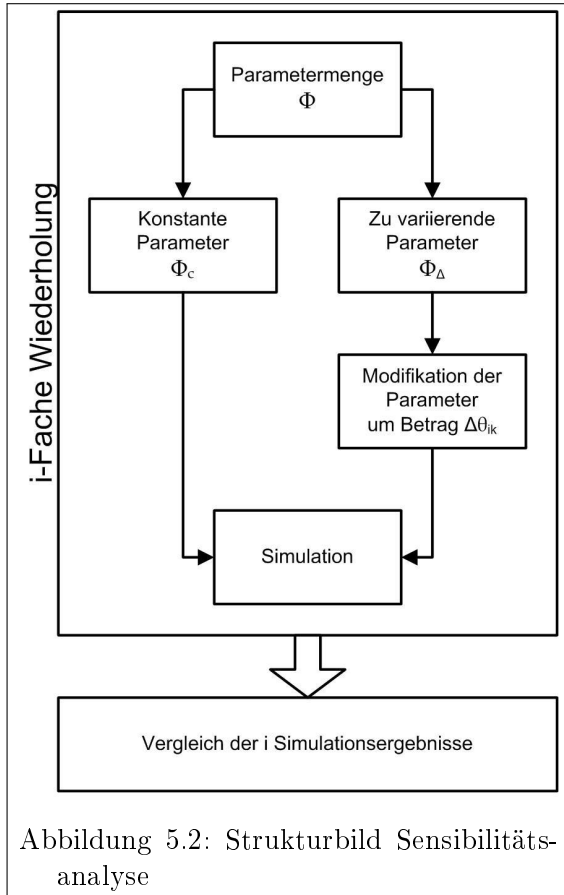 Parametermenge
Φ
i-Fache Wiederholung
Konstante
Parameter
Φc
Zu variierende
Parameter
ΦΔ
Modifikation der
Parameter
um Betrag Δθik
Simulation
Vergleich der i Simulationsergebnisse
Abbildung 5.2: Strukturbild Sensibilitäts-
analyse